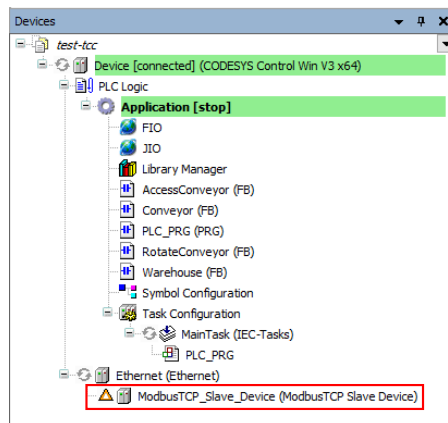 Devices
test-tcc
Device [connected] (CODESYS Control Win V3 x64)
PLC Logic
Application [stop]
FIO
JIO
Library Manager
AccessConveyor (FB)
Conveyor (FB)
PLC_PRG (PRG)
RotateConveyor (FB)
Warehouse (FB)
Symbol Configuration
Task Configuration
MainTask (IEC-Tasks)
PLC_PRG
Ethernet (Ethernet)
ModbusTCP_Slave_Device (ModbusTCP Slave Device)